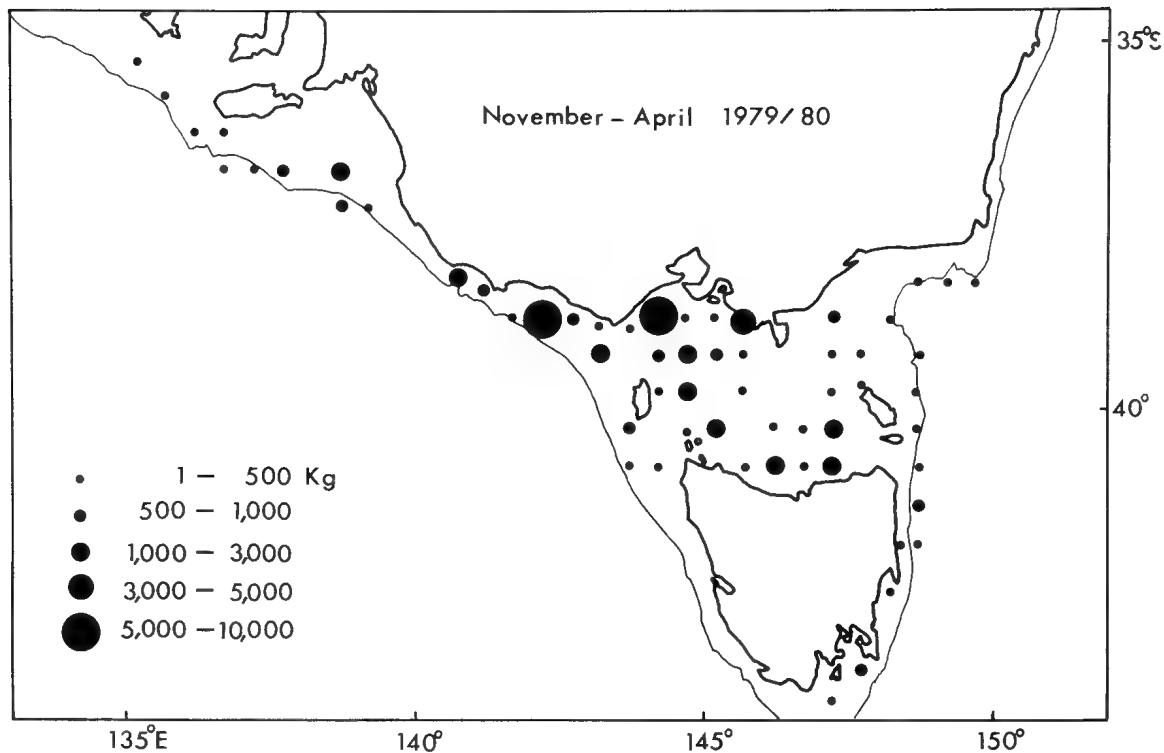 35°S
November – April 1979/80
40°
1 – 500 Kg
500 – 1,000
1,000 – 3,000
3,000 – 5,000
5,000 – 10,000
135°E 140° 145° 150°